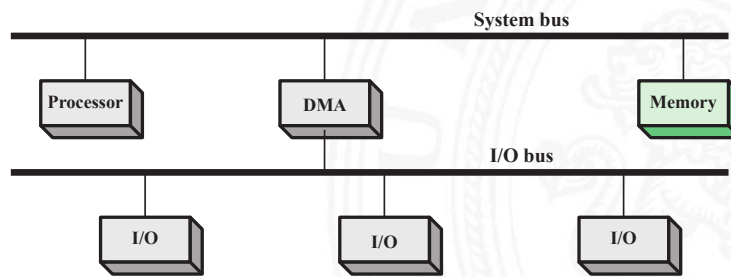 System bus
Processor
DMA
Memory
I/O bus
I/O
I/O
I/O